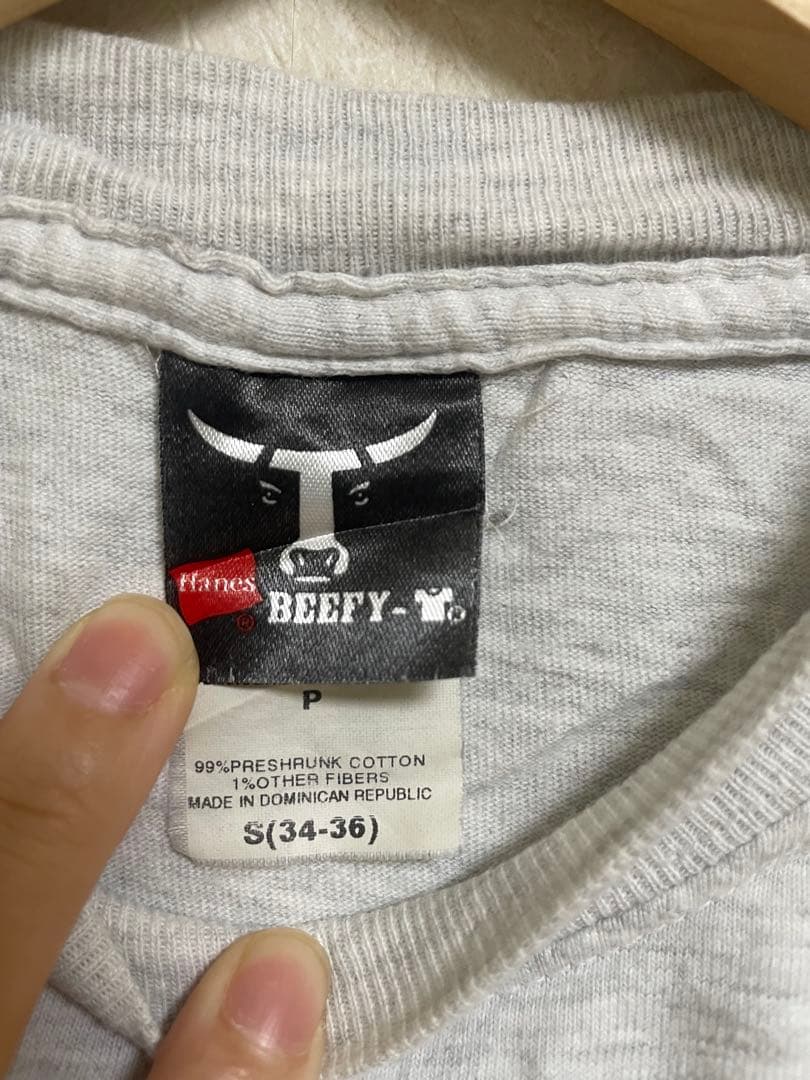 Hanes
®
BEEFY-
®
P
99%PRESHRUNK COTTON
1%OTHER FIBERS
MADE IN DOMINICAN REPUBLIC
S(34-36)